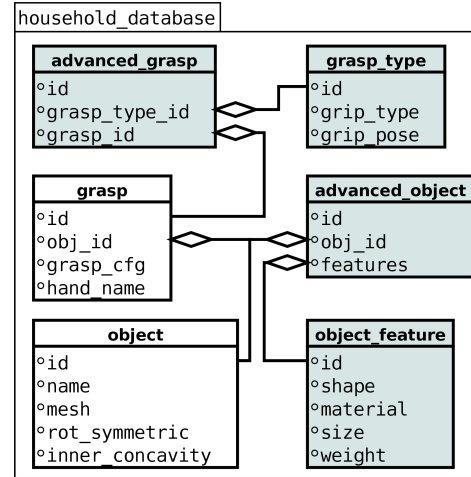 household_database
advanced_grasp
id
grasp_type_id
grasp_id
grasp_type
id
grip_type
grip_pose
grasp
id
obj_id
grasp_cfg
hand_name
advanced_object
id
obj_id
features
object
id
name
mesh
rot_symmetric
inner_concavity
object_feature
id
shape
material
size
weight